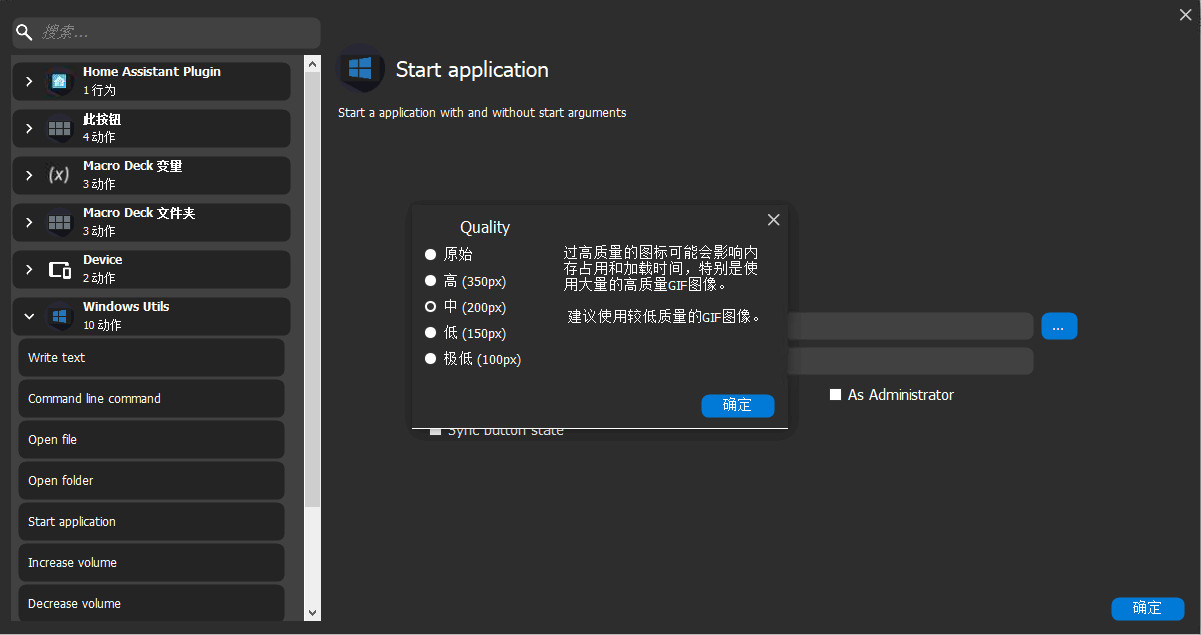 搜索...
Home Assistant Plugin
1 行为
此按钮
4 动作
Macro Deck 变量
3 动作
Macro Deck 文件夹
3 动作
Device
2 动作
Windows Utils
10 动作
Write text
Command line command
Open file
Open folder
Start application
Increase volume
Decrease volume
Start application
Start a application with and without start arguments
Quality
原始
高 (350px)
中 (200px)
低 (150px)
极低 (100px)
过高质量的图标可能会影响内
存占用和加载时间，特别是使
用大量的高质量GIF图像。
建议使用较低质量的GIF图像。
确定
...
As Administrator
Sync button state
确定